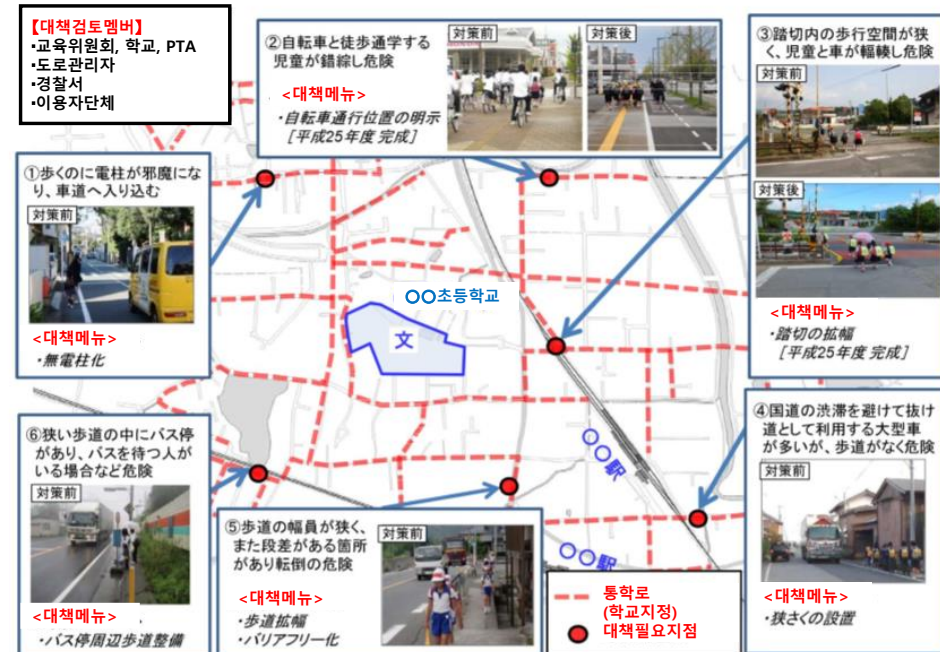 【대책검토멤버】
▪교육위원회, 학교, PTA
▪도로관리자
▪경찰서
▪이용자단체
②自転車と徒歩通学する
児童が錯綜し危険
<대책메뉴>
・自転車通行位置の明示
［平成25年度 完成］
対策前
対策後
③踏切内の歩行空間が狭
く、児童と車が輻輳し危険
対策前
対策後
<대책메뉴>
・踏切の拡幅
［平成25年度 完成］
①歩くのに電柱が邪魔にな
り、車道へ入り込む
対策前
<대책메뉴>
・無電柱化
〇〇초등학교
文
〇〇駅
〇〇駅
⑥狭い歩道の中にバス停
があり、バスを待つ人が
いる場合など危険
対策前
<대책메뉴>
・バス停周辺歩道整備
⑤歩道の幅員が狭く、
また段差がある箇所
があり転倒の危険
対策前
<대책메뉴>
・歩道拡幅
・バリアフリー化
④国道の渋滞を避けて抜け
道として利用する大型車
が多いが、歩道がなく危険
対策前
<대책메뉴>
・狭さくの設置
통학로
(학교지정)
대책필요지점